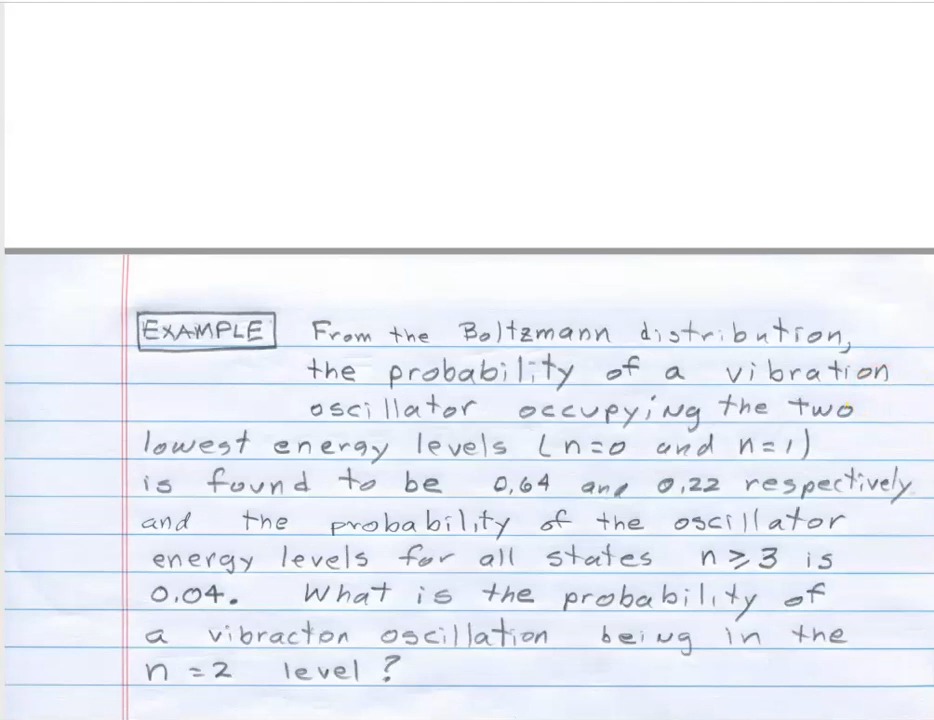 EXAMPLE From the Boltzmann distribution,
the probability of a vibration
oscillator occupying the two
lowest energy levels (n=0 and n=1)
is found to be 0.64 and 0.22 respectively
and the probability of the oscillator
energy levels for all states n ≥ 3 is
0.04. What is the probability of
a vibracton oscillation being in the
n = 2 level?